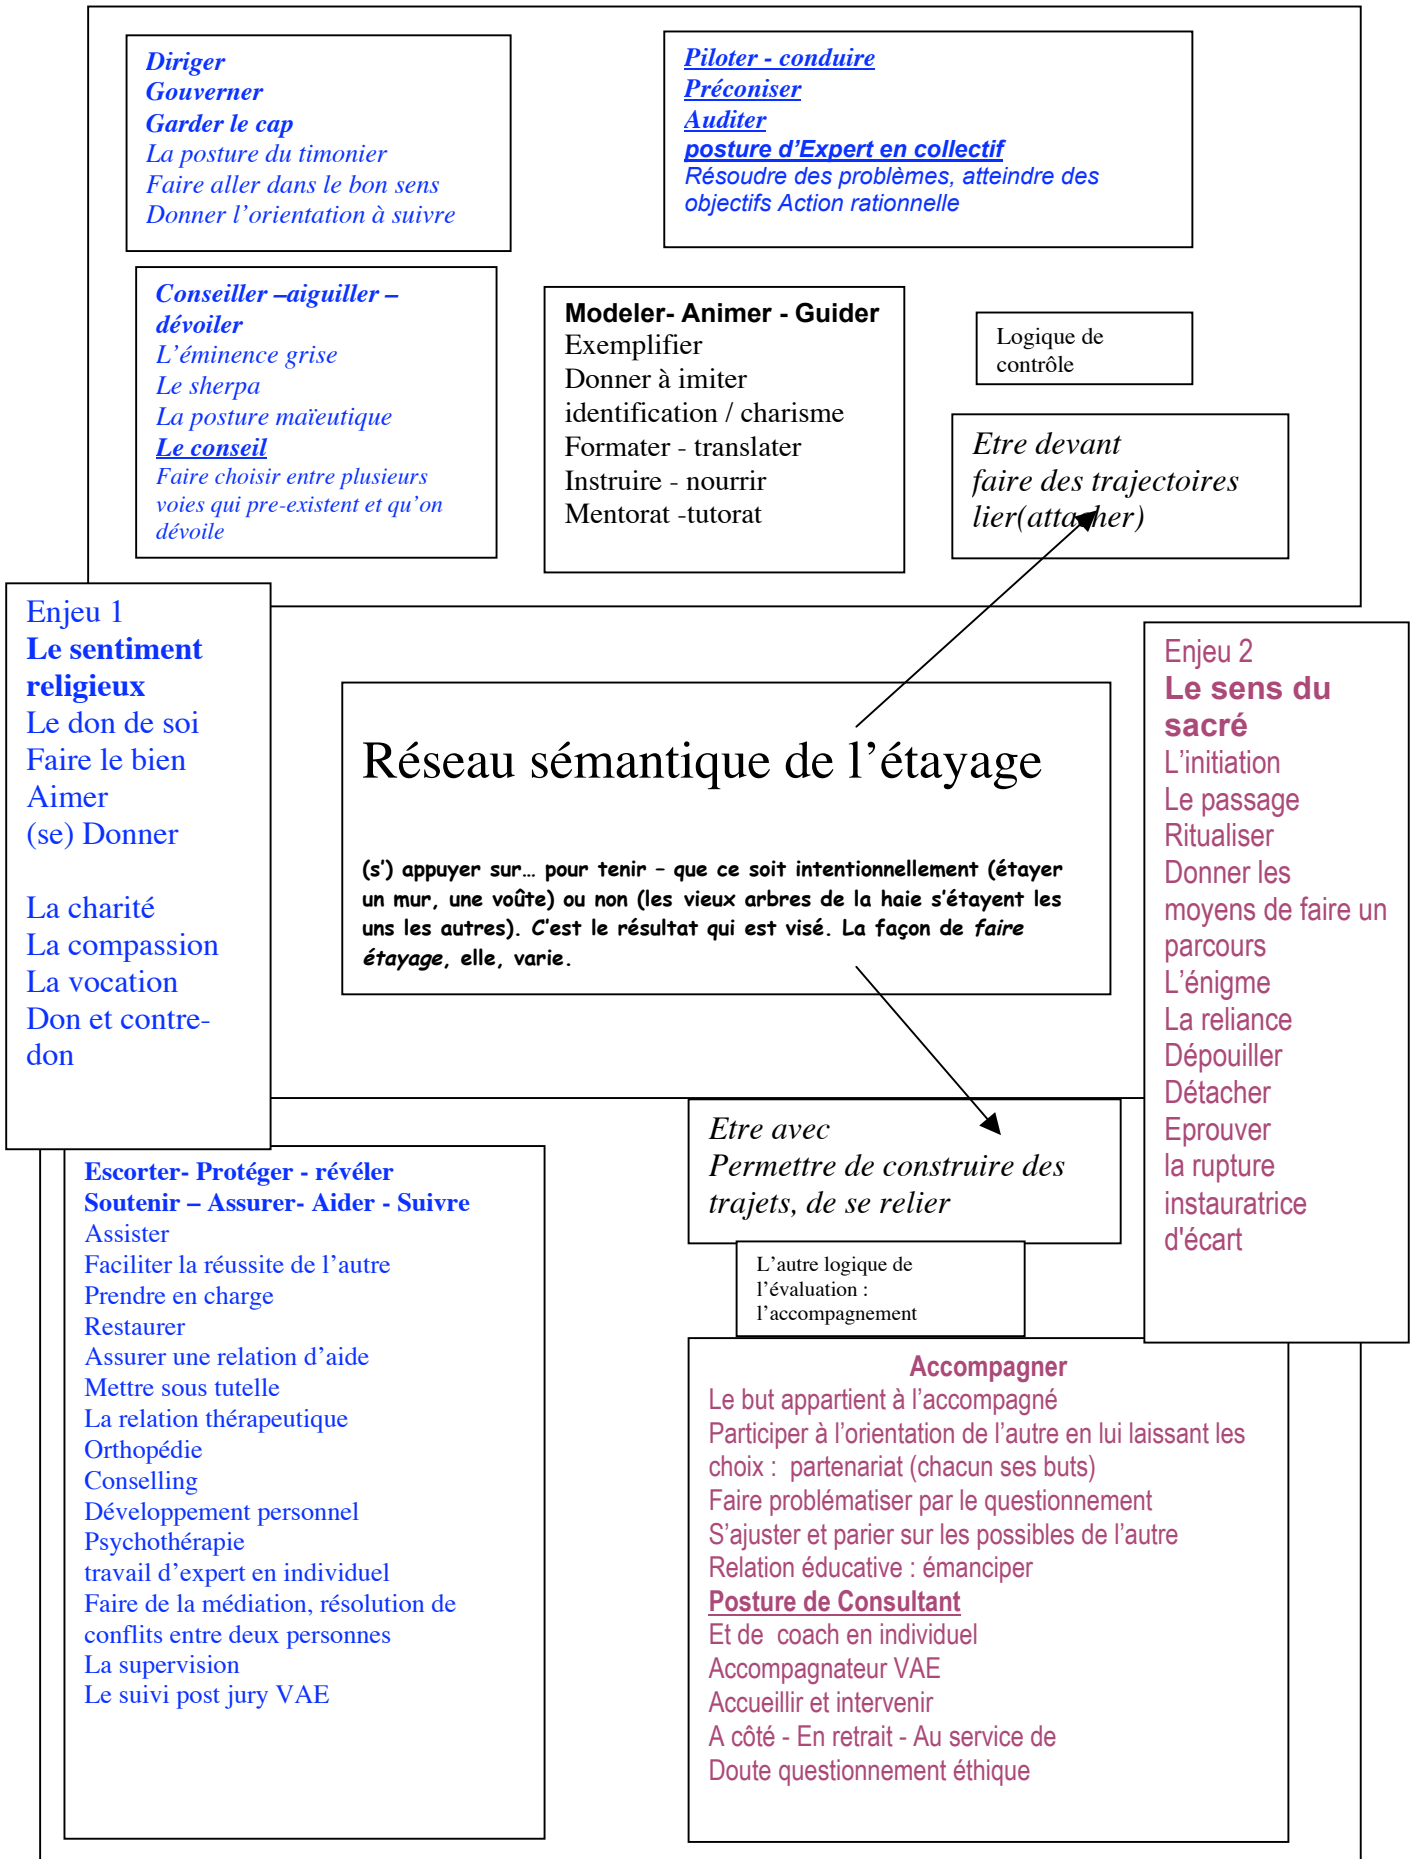 Diriger
Gouverner
Garder le cap
La posture du timonier
Faire aller dans le bon sens
Donner l’orientation à suivre
Piloter - conduire
Préconiser
Auditer
posture d’Expert en collectif
Résoudre des problèmes, atteindre des
objectifs Action rationnelle
Conseiller –aiguiller –
dévoiler
L’éminence grise
Le sherpa
La posture maïeutique
Le conseil
Faire choisir entre plusieurs
voies qui pre-existent et qu’on
dévoile
Modeler- Animer - Guider
Exemplifier
Donner à imiter
identification / charisme
Formater - translater
Instruire - nourrir
Mentorat -tutorat
Logique de
contrôle
Etre devant
faire des trajectoires
lier(attacher)
Enjeu 1
Le sentiment
religieux
Le don de soi
Faire le bien
Aimer
(se) Donner
La charité
La compassion
La vocation
Don et contre-
don
Réseau sémantique de l’étayage
(s’) appuyer sur… pour tenir – que ce soit intentionnellement (étayer
un mur, une voûte) ou non (les vieux arbres de la haie s’étayent les
uns les autres). C’est le résultat qui est visé. La façon de faire
étayage, elle, varie.
Enjeu 2
Le sens du
sacré
L’initiation
Le passage
Ritualiser
Donner les
moyens de faire un
parcours
L’énigme
La reliance
Dépouiller
Détacher
Eprouver
la rupture
instauratrice
d'écart
Etre avec
Permettre de construire des
trajets, de se relier
L’autre logique de
l’évaluation :
l’accompagnement
Escorter- Protéger - révéler
Soutenir – Assurer- Aider - Suivre
Assister
Faciliter la réussite de l’autre
Prendre en charge
Restaurer
Assurer une relation d’aide
Mettre sous tutelle
La relation thérapeutique
Orthopédie
Conselling
Développement personnel
Psychothérapie
travail d’expert en individuel
Faire de la médiation, résolution de
conflits entre deux personnes
La supervision
Le suivi post jury VAE
Accompagner
Le but appartient à l’accompagné
Participer à l’orientation de l’autre en lui laissant les
choix : partenariat (chacun ses buts)
Faire problématiser par le questionnement
S’ajuster et parier sur les possibles de l’autre
Relation éducative : émanciper
Posture de Consultant
Et de coach en individuel
Accompagnateur VAE
Accueillir et intervenir
A côté - En retrait - Au service de
Doute questionnement éthique